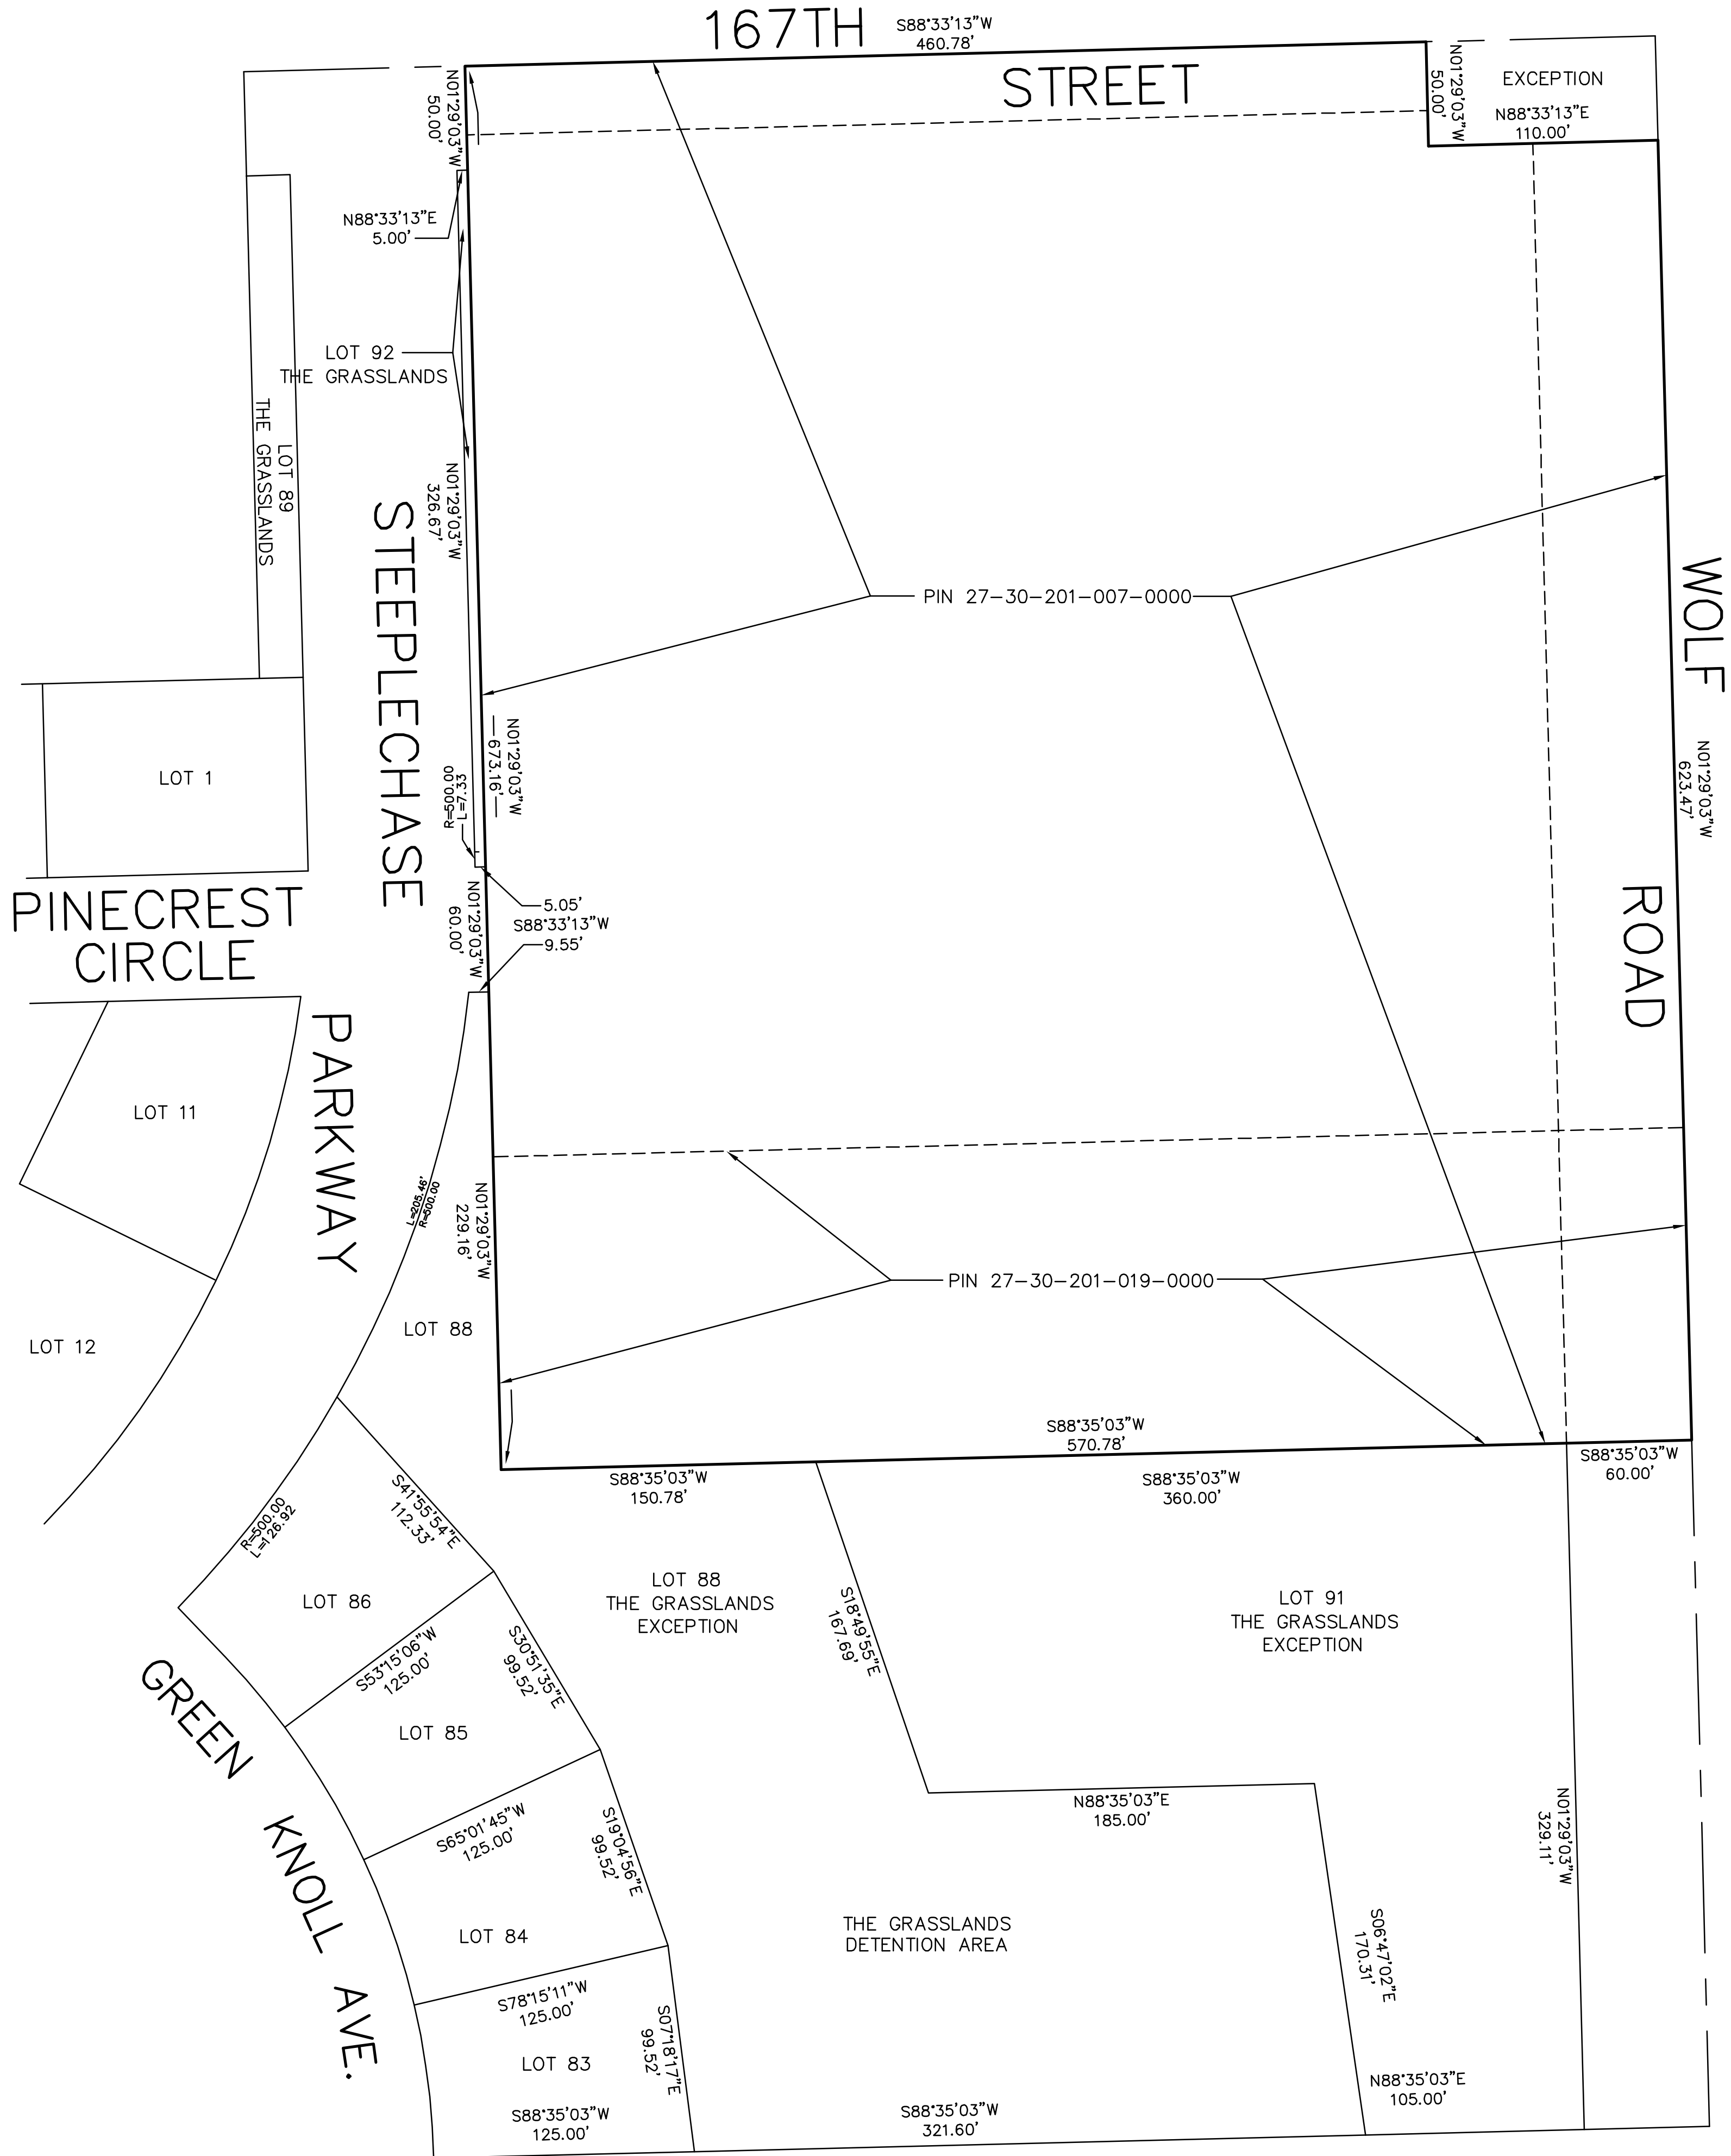 167TH
S88°33'13"W
460.78'
STREET
N01°29'03"W
50.00'
N01°29'03"W
50.00'
EXCEPTION
N88°33'13"E
110.00'
N88°33'13"E
5.00'
LOT 92
THE GRASSLANDS
LOT 89
THE GRASSLANDS
N01°29'03"W
326.67'
STEEPLECHASE
PIN 27-30-201-007-0000
WOLF
N01°29'03"W
623.47'
N01°29'03"W
673.16'
LOT 1
L=7.33
R=500.00
PINECREST
CIRCLE
N01°29'03"W
60.00'
5.05'
S88°33'13"W
9.55'
ROAD
PARKWAY
LOT 11
L=205.46'
R=500.00
N01°29'03"W
229.16'
PIN 27-30-201-019-0000
LOT 88
LOT 12
S88°35'03"W
570.78'
S88°35'03"W
150.78'
S88°35'03"W
360.00'
S88°35'03"W
60.00'
R=500.00
L=126.92
S41°55'54"E
112.33'
LOT 86
LOT 88
THE GRASSLANDS
EXCEPTION
S18°49'55"E
167.69'
LOT 91
THE GRASSLANDS
EXCEPTION
S53°15'06"W
125.00'
S30°51'35"E
99.52'
GREEN
KNOLL
AVE.
LOT 85
N88°35'03"E
185.00'
N01°29'03"W
329.11'
S65°01'45"W
125.00'
S19°04'56"E
99.52'
LOT 84
THE GRASSLANDS
DETENTION AREA
S06°47'02"E
170.31'
S78°15'11"W
125.00'
S07°18'17"E
99.52'
LOT 83
N88°35'03"E
105.00'
S88°35'03"W
125.00'
S88°35'03"W
321.60'